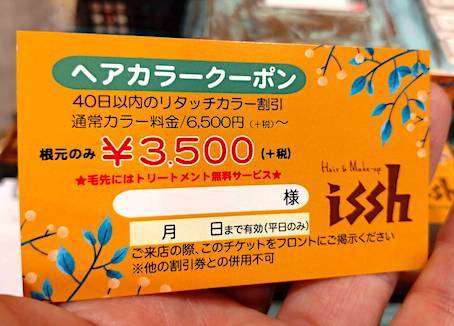 ヘアカラークーポン
40日以内のリタッチカラー割引
通常カラー料金/6,500円(+税)~
根元のみ ¥3,500(+税)
★毛先にはトリートメント無料サービス★
様
Hair & Make-up
issh
月 日まで有効(平日のみ)
ご来店の際、このチケットをフロントにご掲示ください
※他の割引券との併用不可